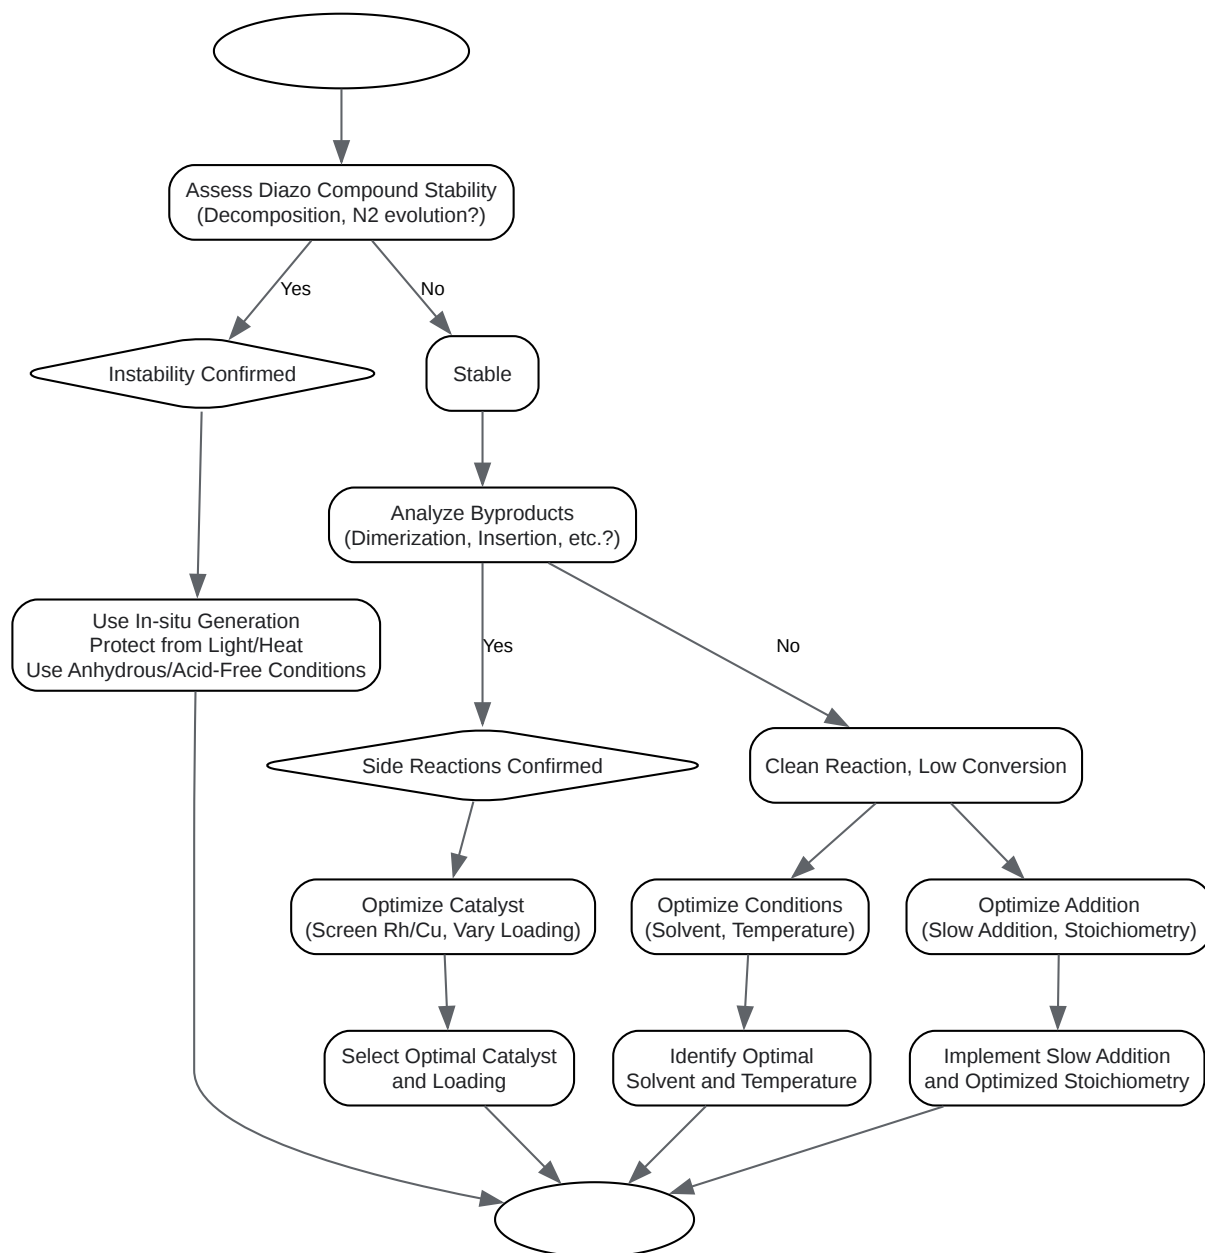 Assess Diazo Compound Stability
(Decomposition, N2 evolution?)
Yes
No
Instability Confirmed
Stable
Analyze Byproducts
(Dimerization, Insertion, etc.?)
Use In-situ Generation
Protect from Light/Heat
Use Anhydrous/Acid-Free Conditions
Yes
No
Side Reactions Confirmed
Clean Reaction, Low Conversion
Optimize Catalyst
(Screen Rh/Cu, Vary Loading)
Optimize Conditions
(Solvent, Temperature)
Optimize Addition
(Slow Addition, Stoichiometry)
Select Optimal Catalyst
and Loading
Identify Optimal
Solvent and Temperature
Implement Slow Addition
and Optimized Stoichiometry